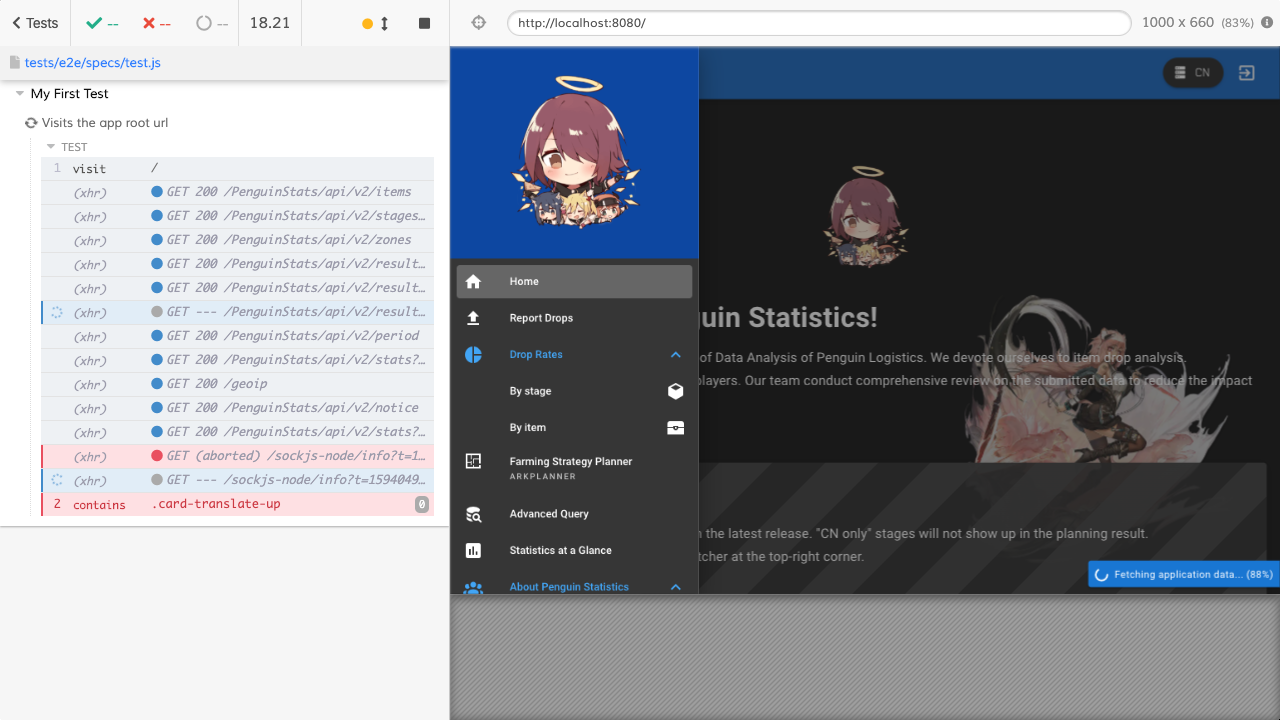 Tests
--
--
--
18.21
http://localhost:8080/
1000 x 660 (83%)
tests/e2e/specs/test.js
My First Test
Visits the app root url
TEST
1 visit /
(xhr) GET 200 /PenguinStats/api/v2/items
(xhr) GET 200 /PenguinStats/api/v2/stages…
(xhr) GET 200 /PenguinStats/api/v2/zones
(xhr) GET 200 /PenguinStats/api/v2/result…
(xhr) GET 200 /PenguinStats/api/v2/result…
(xhr) GET --- /PenguinStats/api/v2/result…
(xhr) GET 200 /PenguinStats/api/v2/period
(xhr) GET 200 /PenguinStats/api/v2/stats?…
(xhr) GET 200 /geoip
(xhr) GET 200 /PenguinStats/api/v2/notice
(xhr) GET 200 /PenguinStats/api/v2/stats?…
(xhr) GET (aborted) /sockjs-node/info?t=1…
(xhr) GET --- /sockjs-node/info?t=1594049…
2 contains .card-translate-up 0
Home
Report Drops
Drop Rates
By stage
By item
Farming Strategy Planner
ARKPLANNER
Advanced Query
Statistics at a Glance
About Penguin Statistics
CN
guin Statistics!
of Data Analysis of Penguin Logistics. We devote ourselves to item drop analysis.
players. Our team conduct comprehensive review on the submitted data to reduce the impact
the latest release. "CN only" stages will not show up in the planning result.
tcher at the top-right corner.
Fetching application data... (88%)